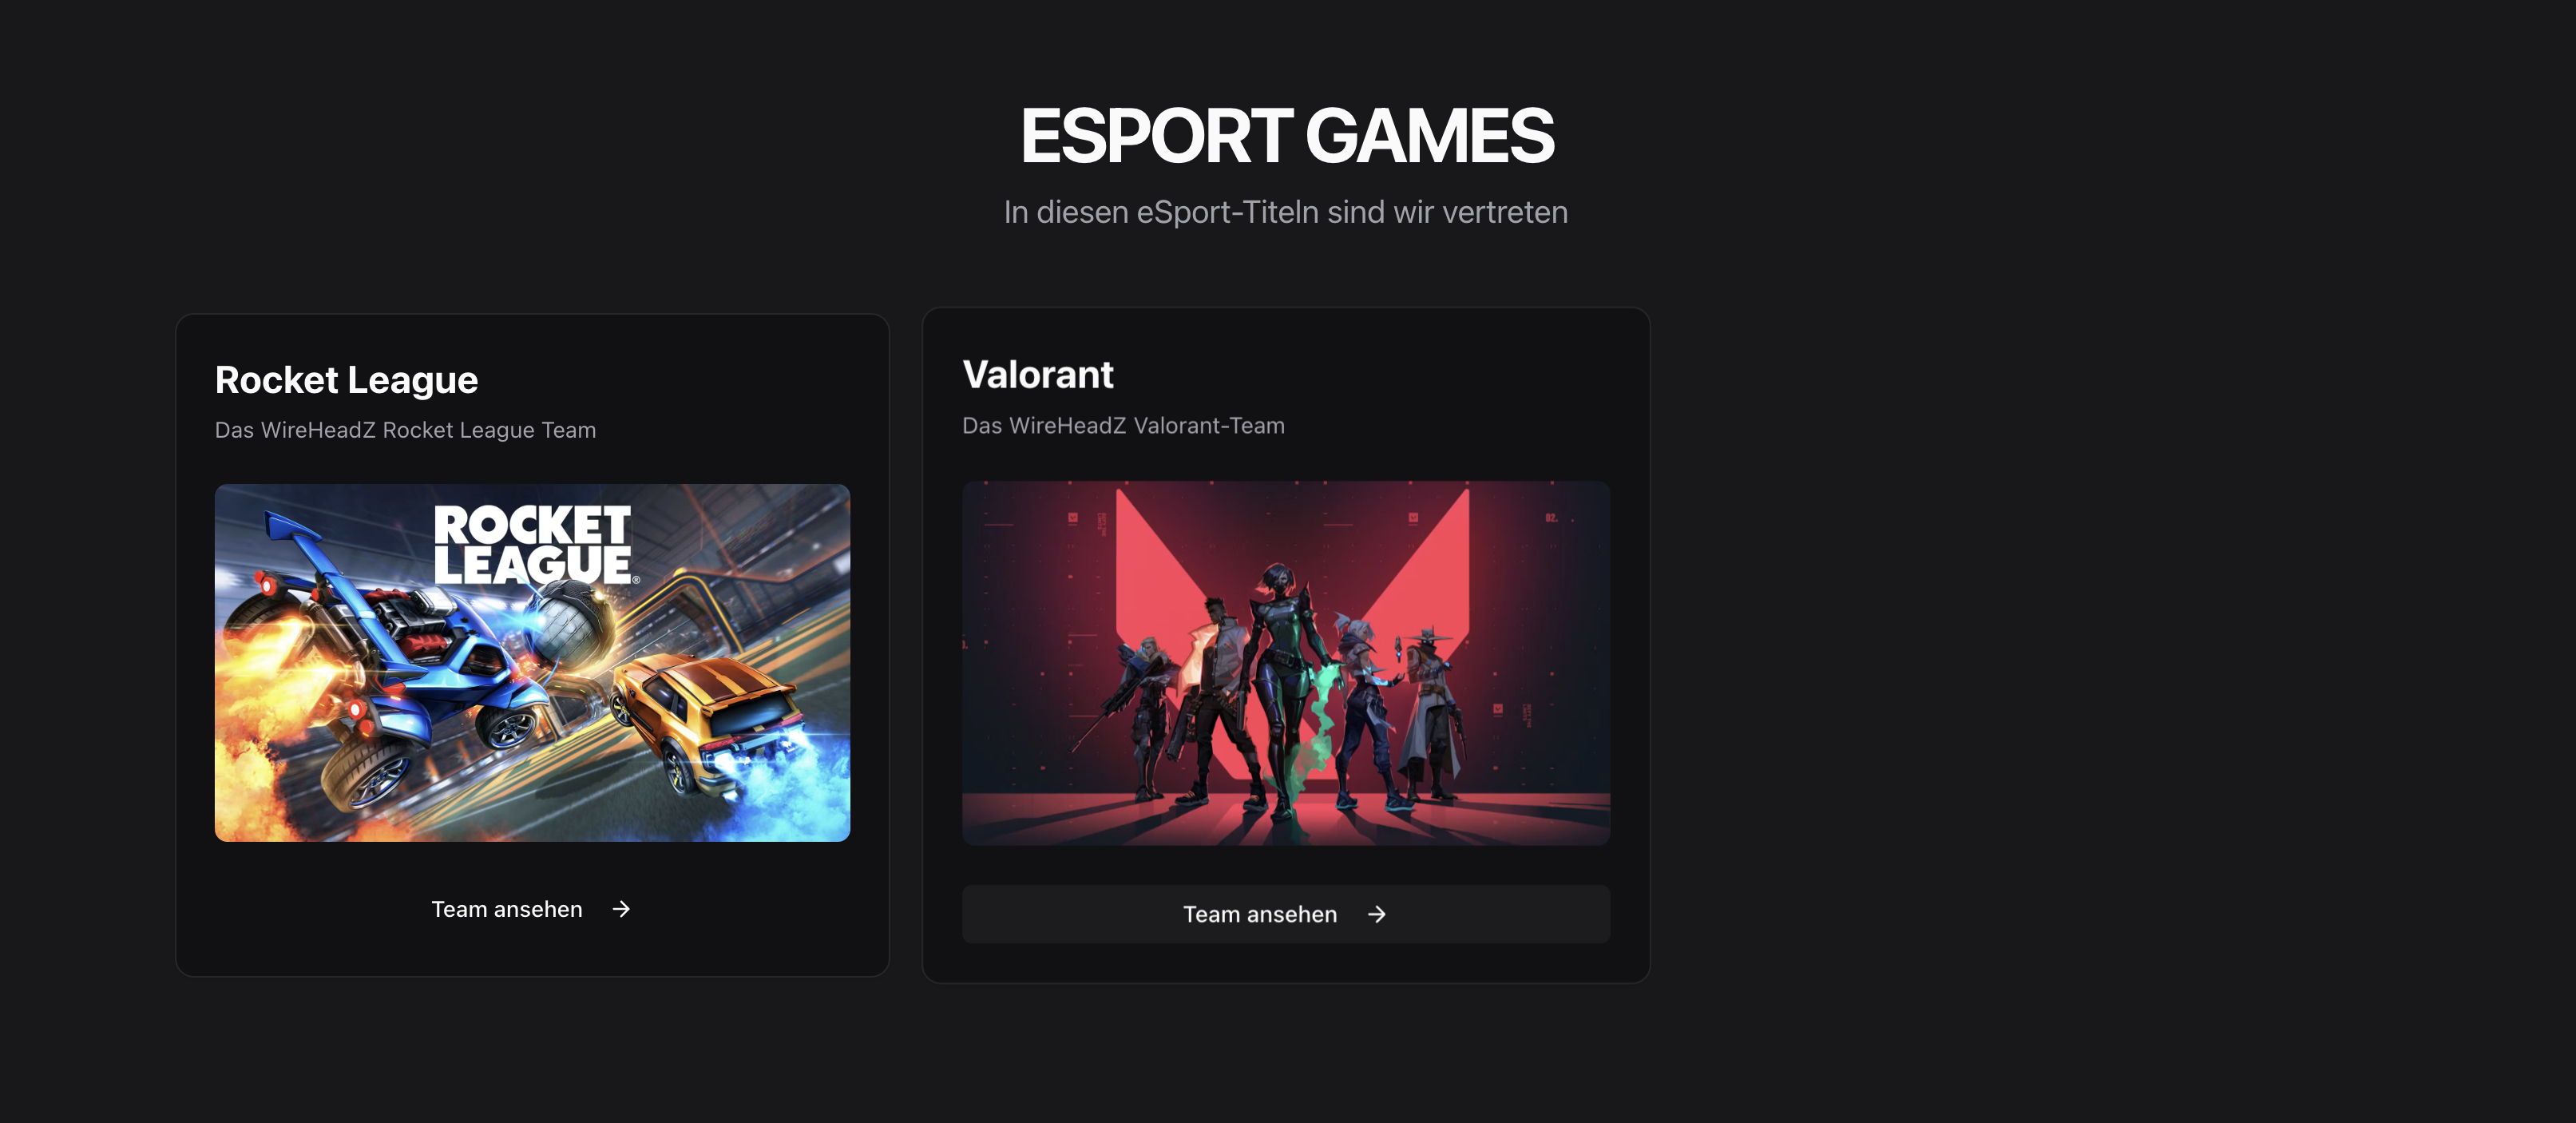 ESPORT GAMES
In diesen eSport-Titeln sind wir vertreten
Rocket League
Das WireHeadZ Rocket League Team
ROCKET
LEAGUE®
Team ansehen
Valorant
Das WireHeadZ Valorant-Team
02.
Team ansehen